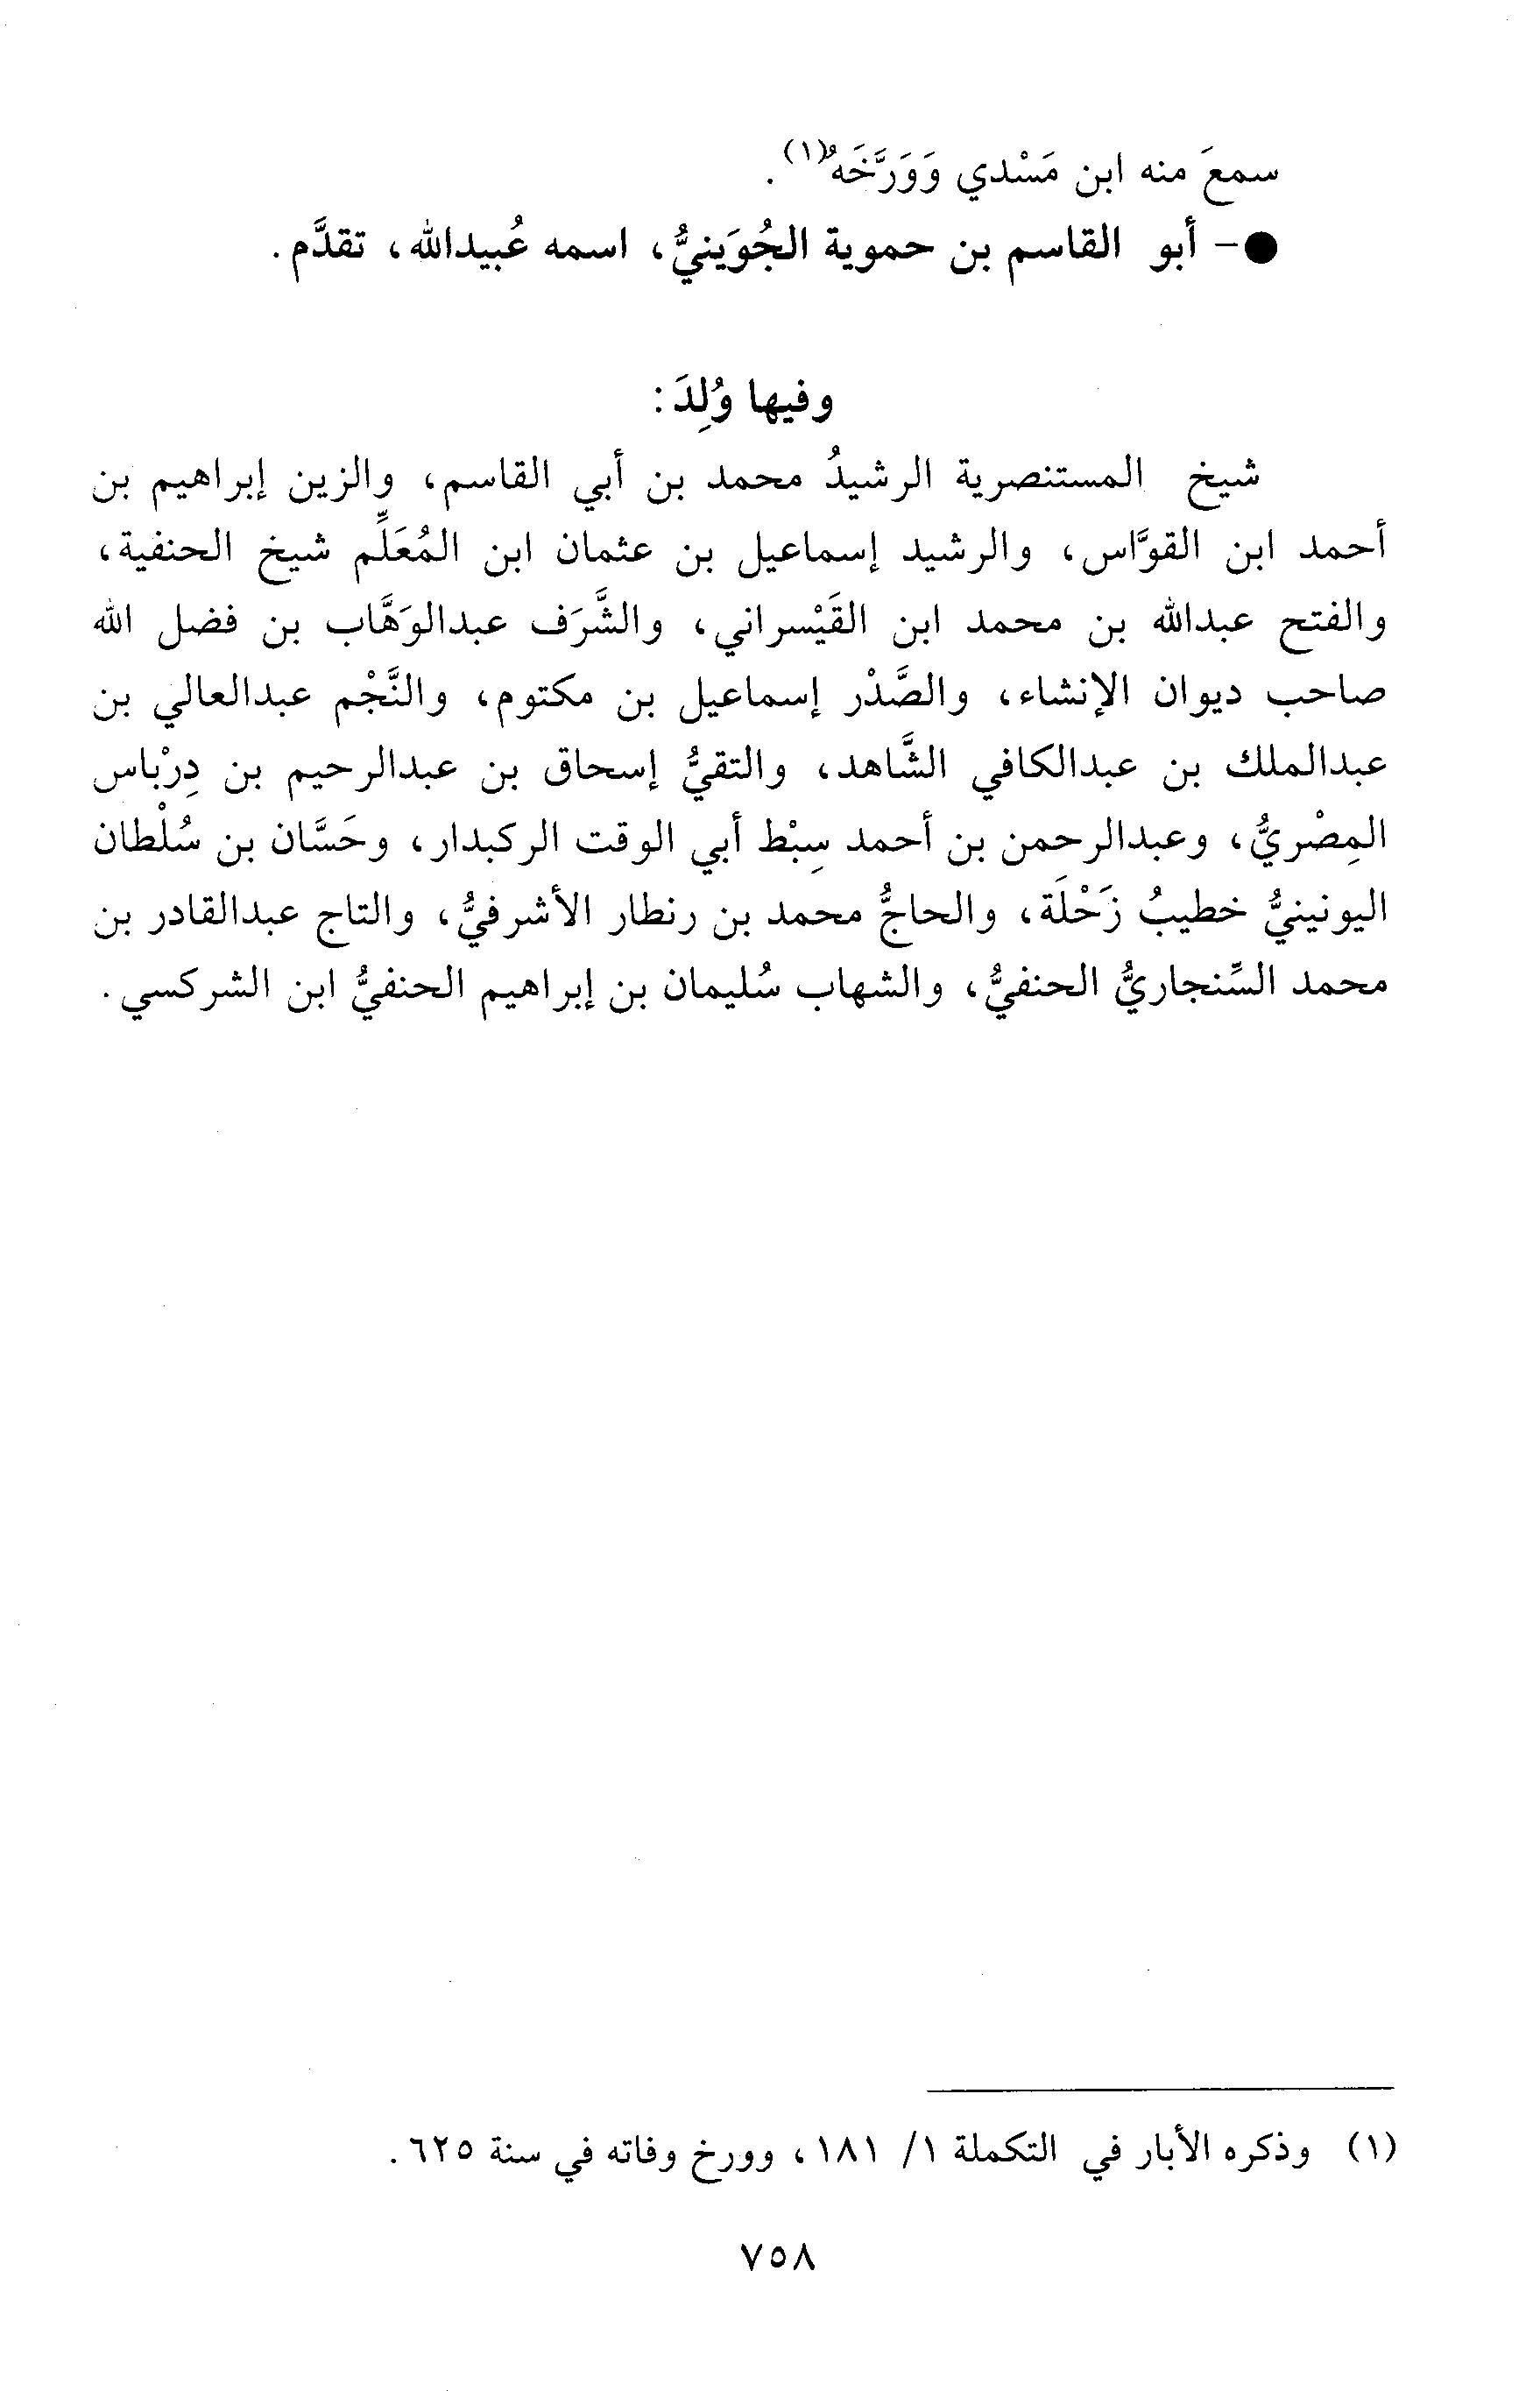 سمعَ منه ابن مَسْدي وَوَرَّخَهُ(١).
●- أبو القاسم بن حموية الجُوَينيُّ، اسمه عُبيدالله، تقدَّم.
وفيها وُلِدَ:
شيخ المستنصرية الرشيدُ محمد بن أبي القاسم، والزين إبراهيم بن
أحمد ابن القوَّاس، والرشيد إسماعيل بن عثمان ابن المُعَلِّم شيخ الحنفية،
والفتح عبدالله بن محمد ابن القَيْسراني، والشَّرَف عبدالوَهَّاب بن فضل الله
صاحب ديوان الإنشاء، والصَّدْر إسماعيل بن مكتوم، والنَّجْم عبدالعالي بن
عبدالملك بن عبدالكافي الشَّاهد، والتقيُّ إسحاق بن عبدالرحيم بن دِرْباس
المِصْريُّ، وعبدالرحمن بن أحمد سِبْط أبي الوقت الركبدار، وحَسَّان بن سُلْطان
اليونينيُّ خطيبُ زَحْلَة، والحاجُّ محمد بن رنطار الأشرفيُّ، والتاج عبدالقادر بن
محمد السِّنجاريُّ الحنفيُّ، والشهاب سُليمان بن إبراهيم الحنفيُّ ابن الشركسي.
(١) وذكره الأبار في التكملة ١/ ١٨١، وورخ وفاته في سنة ٦٢٥.
٧٥٨